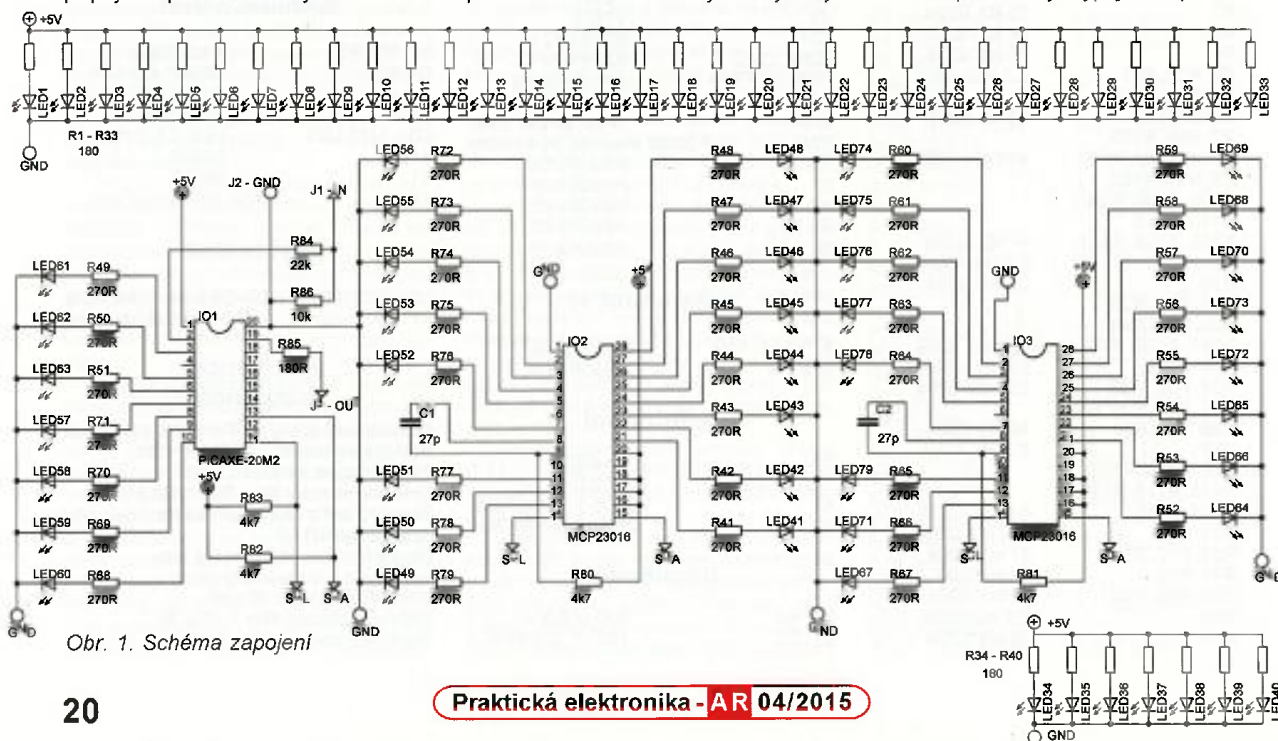 +5V
LED1 LED2 LED3 LED4 LED5 LED6 LED7 LED8 LED9 LED10 LED11 LED12 LED13 LED14 LED15 LED16 LED17 LED18 LED19 LED20 LED21 LED22 LED23 LED24 LED25 LED26 LED27 LED28 LED29 LED30 LED31 LED32 LED33
R1 - R33
180
GND
+5V
J2 - GND
R84
22k
R86
10k
LED61 R49
270R
LED62 R50
270R
LED63 R51
270R
LED57 R71
270R
LED58 R70
270R
LED59 R69
270R
LED60 R68
270R
GND
IO1
R85
180R
PICAXE-20M2
+5V
R83
4k7
R82
4k7
LED56 R72
270R
LED55 R73
270R
LED54 R74
270R
LED53 R75
270R
LED52 R76
270R
C1
27p
LED51 R77
270R
LED50 R78
270R
LED49 R79
270R
GND
GND
IO2
MCP23016
R80
4k7
R48 LED48
270R
R47 LED47
270R
R46 LED46
270R
R45 LED45
270R
R44 LED44
270R
R43 LED43
270R
R42 LED42
270R
R41 LED41
270R
LED74 R60
270R
LED75 R61
270R
LED76 R62
270R
LED77 R63
270R
LED78 R64
270R
C2
27p
LED79 R65
270R
LED71 R66
270R
LED67 R67
270R
GND
GND
+5V
IO3
MCP23016
R81
4k7
R59 LED69
270R
R58 LED68
270R
R57 LED70
270R
R56 LED73
270R
R55 LED72
270R
R54 LED65
270R
R53 LED66
270R
R52 LED64
270R
GND
Obr. 1. Schéma zapojení
+5V
R34 - R40
180
LED34 LED35 LED36 LED37 LED38 LED39 LED40
GND
20
Praktická elektronika - AR 04/2015